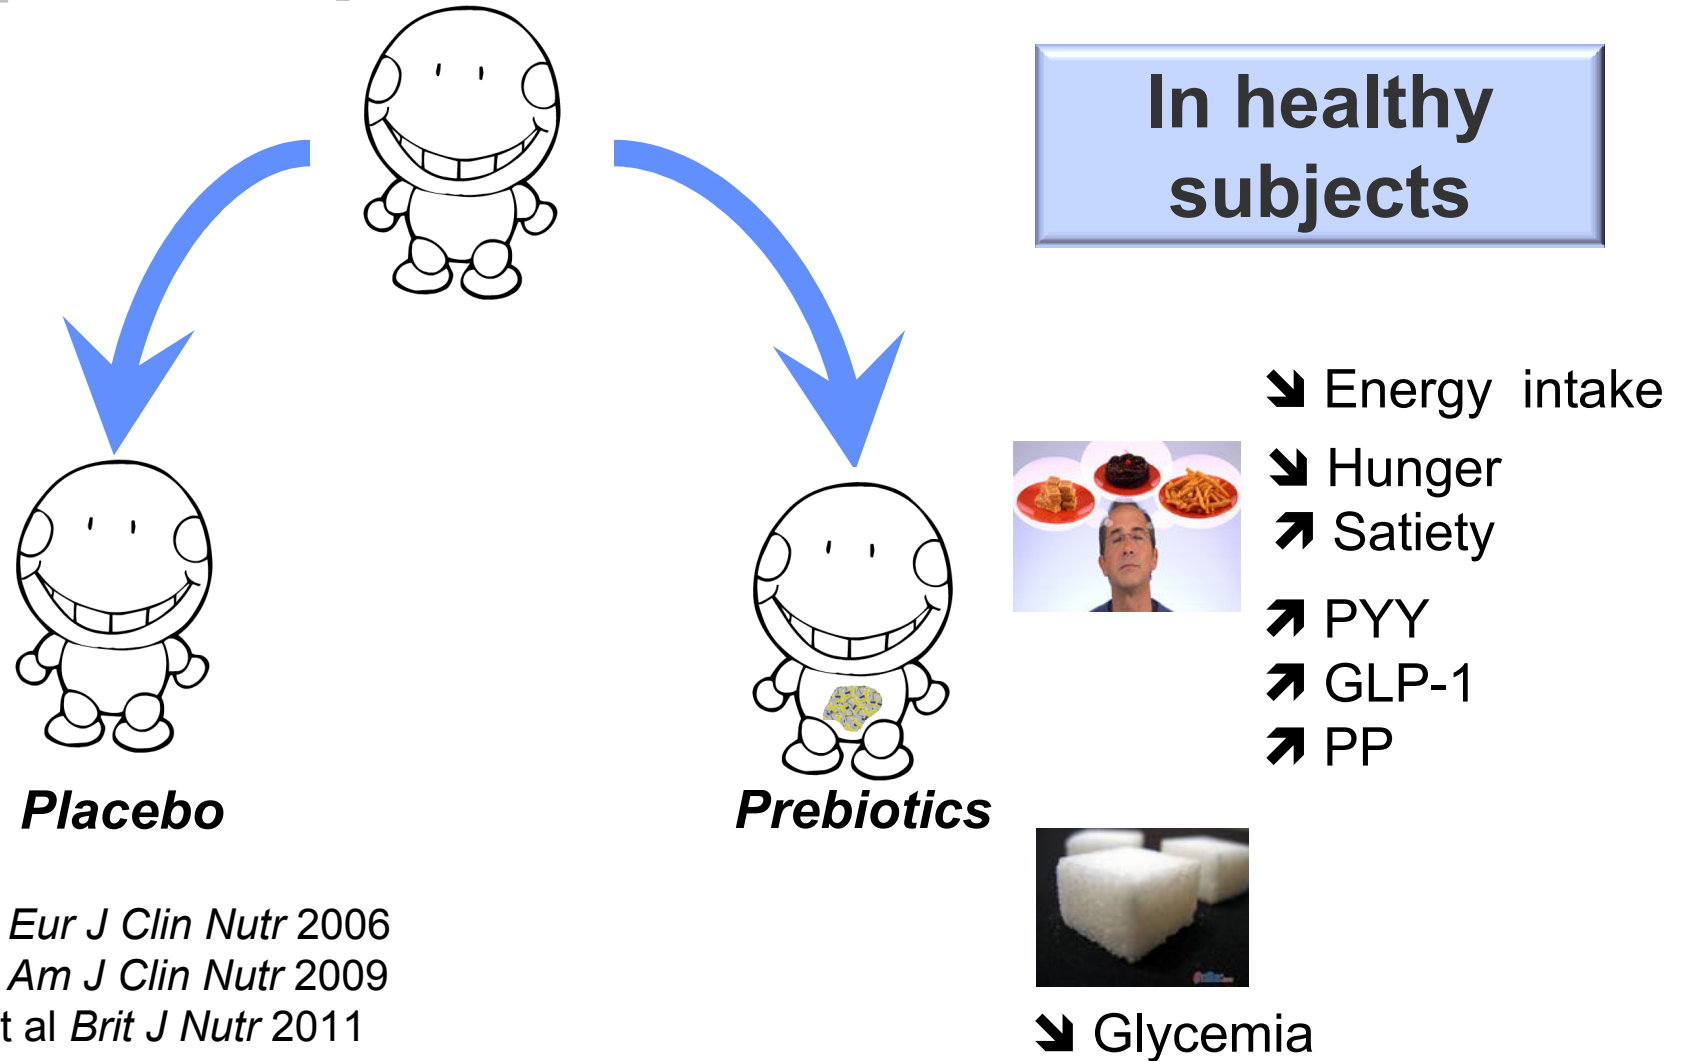 In healthy
subjects
➘ Energy intake
➘ Hunger
➚ Satiety
➚ PYY
➚ GLP-1
➚ PP
Placebo
Prebiotics
Eur J Clin Nutr 2006
Am J Clin Nutr 2009
t al Brit J Nutr 2011
➘ Glycemia